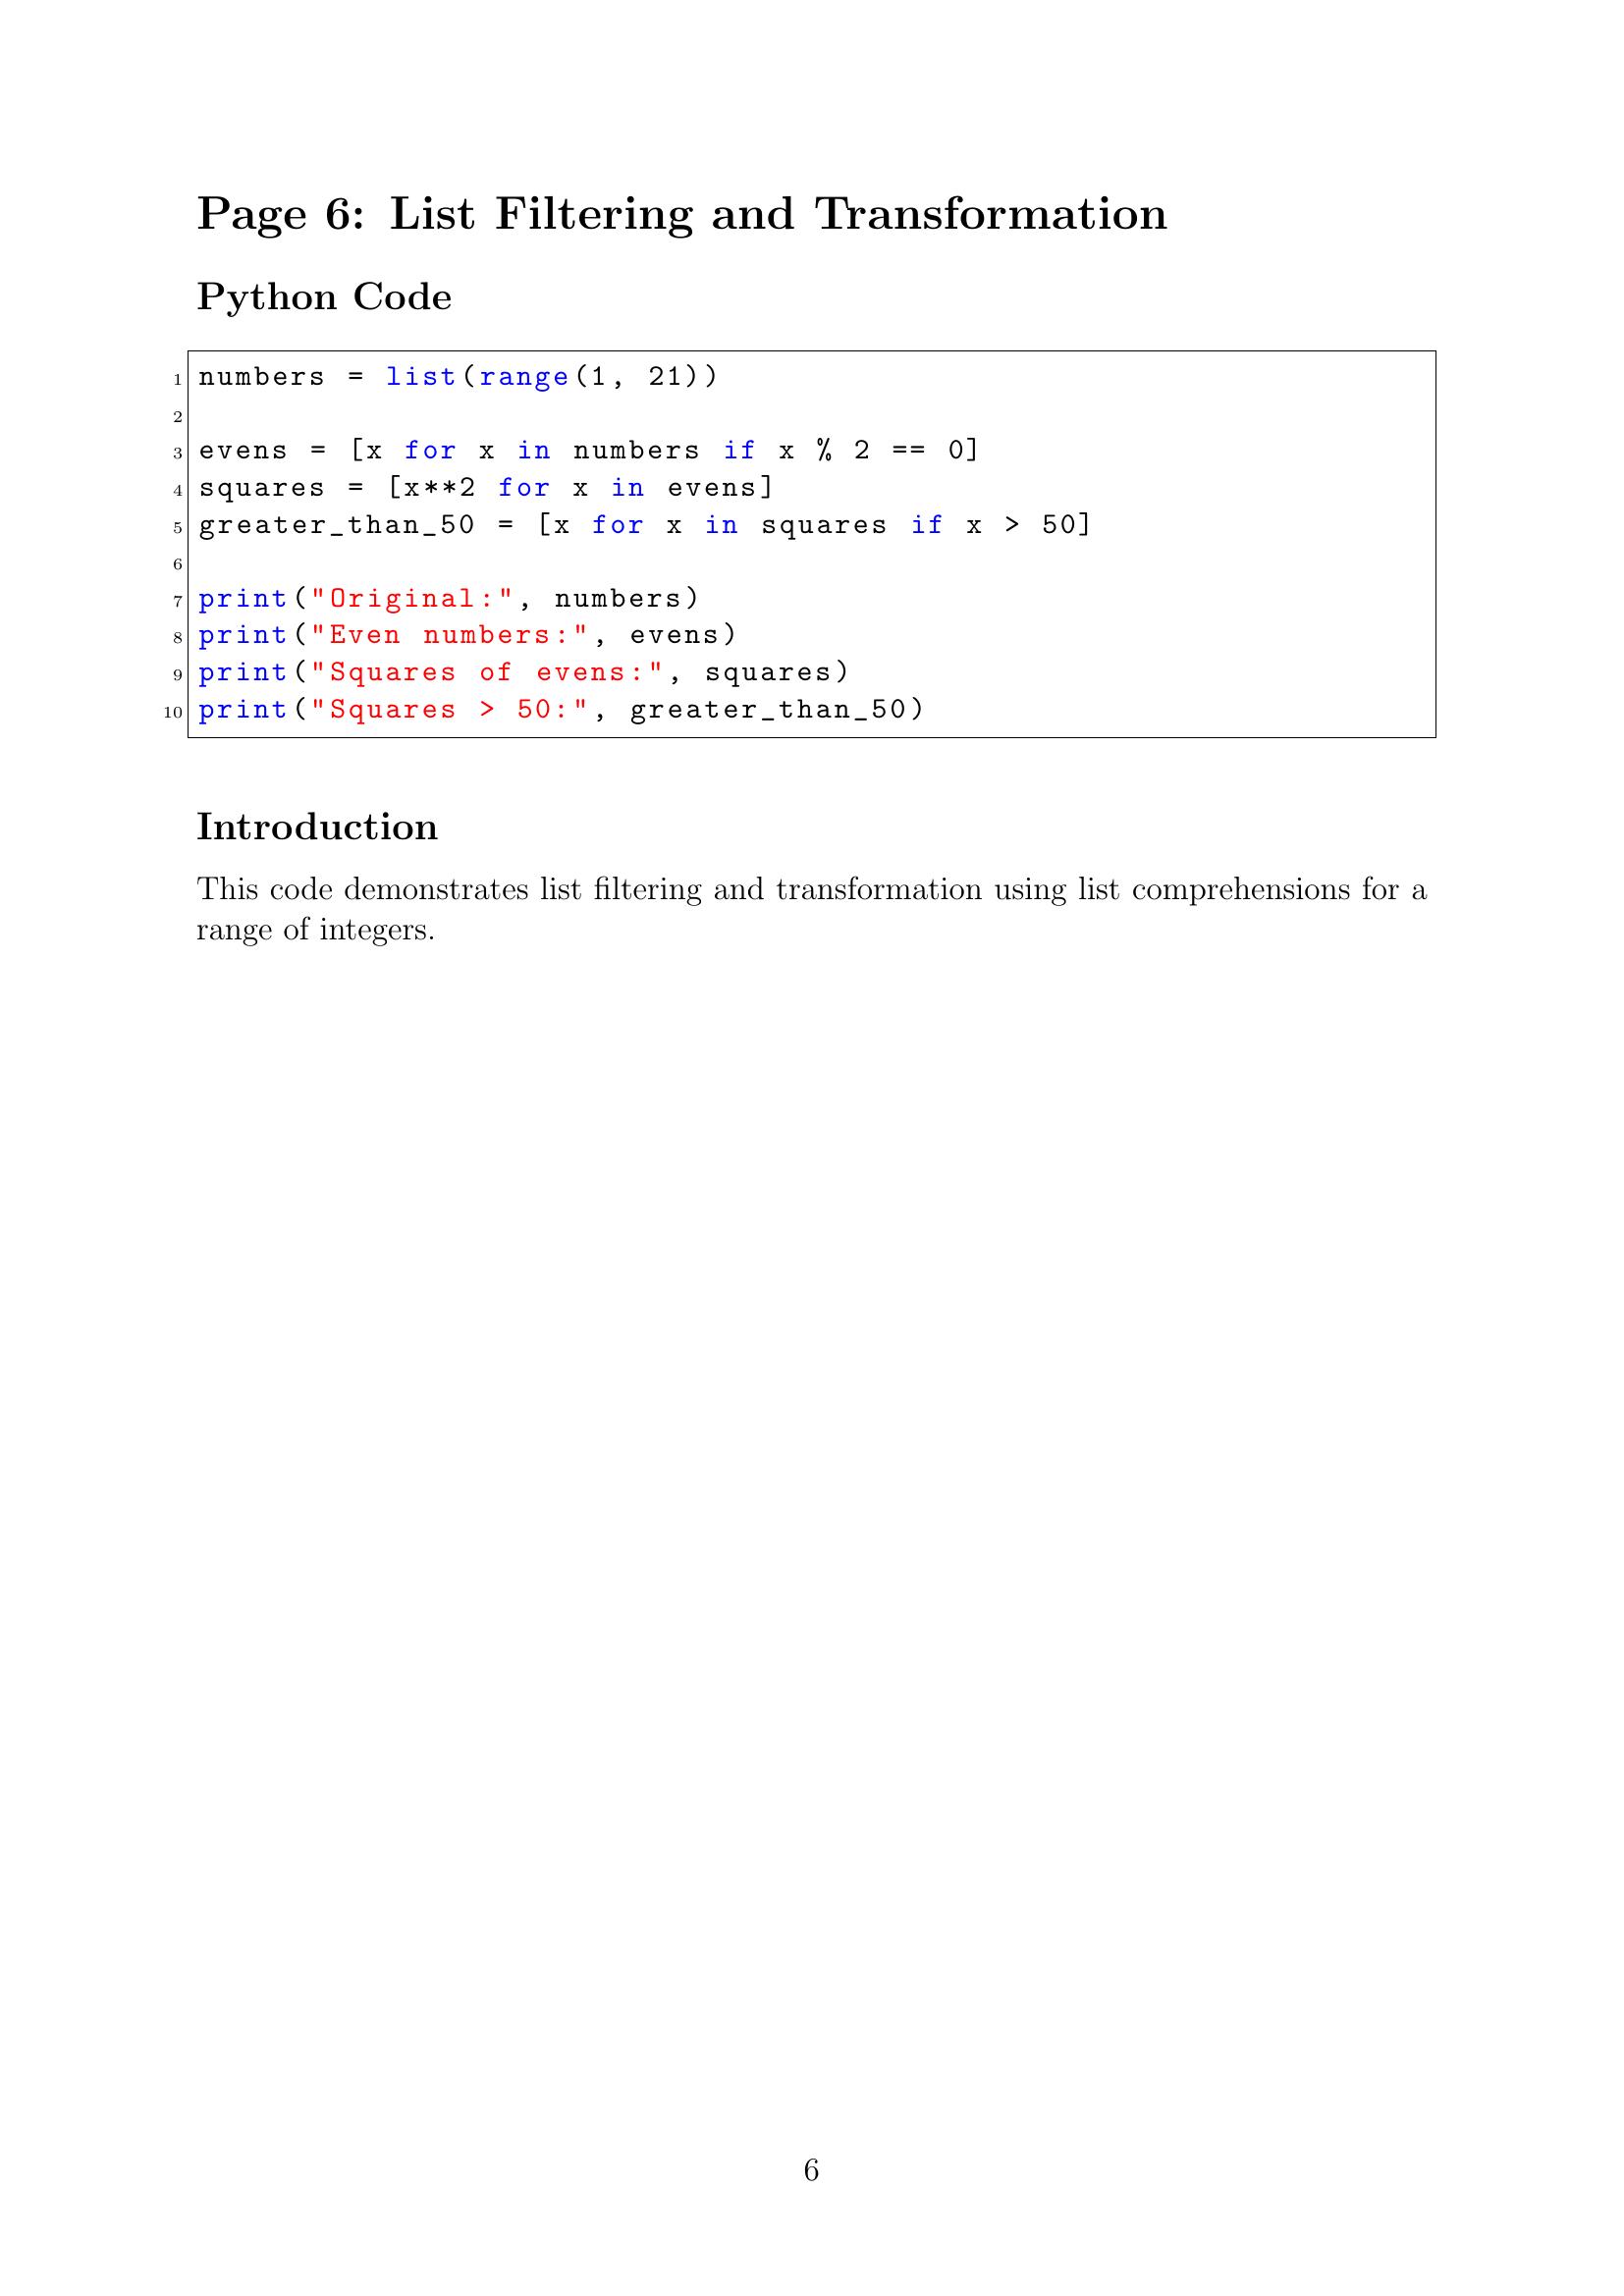 Page 6: List Filtering and Transformation
Python Code
1 numbers = list(range(1, 21))
2
3 evens = [x for x in numbers if x % 2 == 0]
4 squares = [x**2 for x in evens]
5 greater_than_50 = [x for x in squares if x > 50]
6
7 print("Original:", numbers)
8 print("Even numbers:", evens)
9 print("Squares of evens:", squares)
10 print("Squares > 50:", greater_than_50)
Introduction
This code demonstrates list filtering and transformation using list comprehensions for a
range of integers.
6